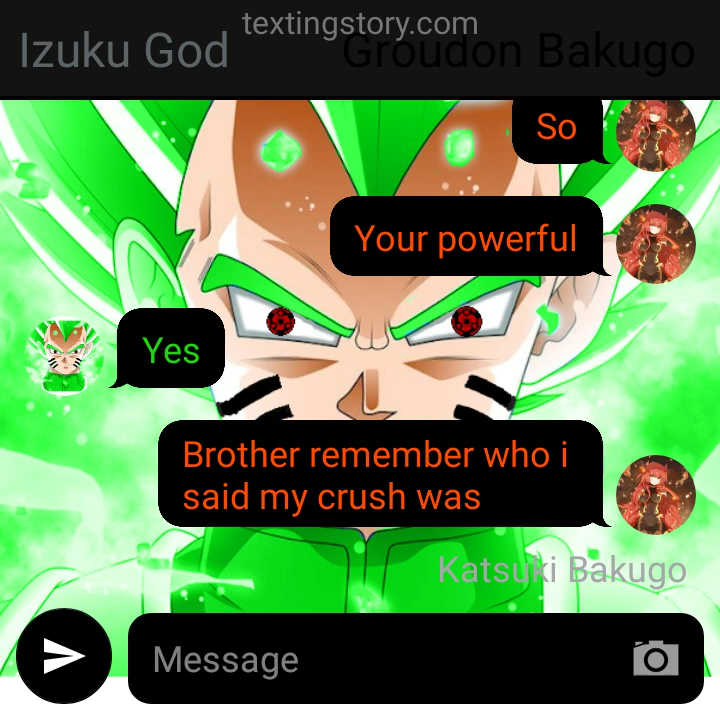 textingstory.com
Izuku God
Groudon Bakugo
So
Your powerful
Yes
Brother remember who i
said my crush was
Katsuki Bakugo
Message